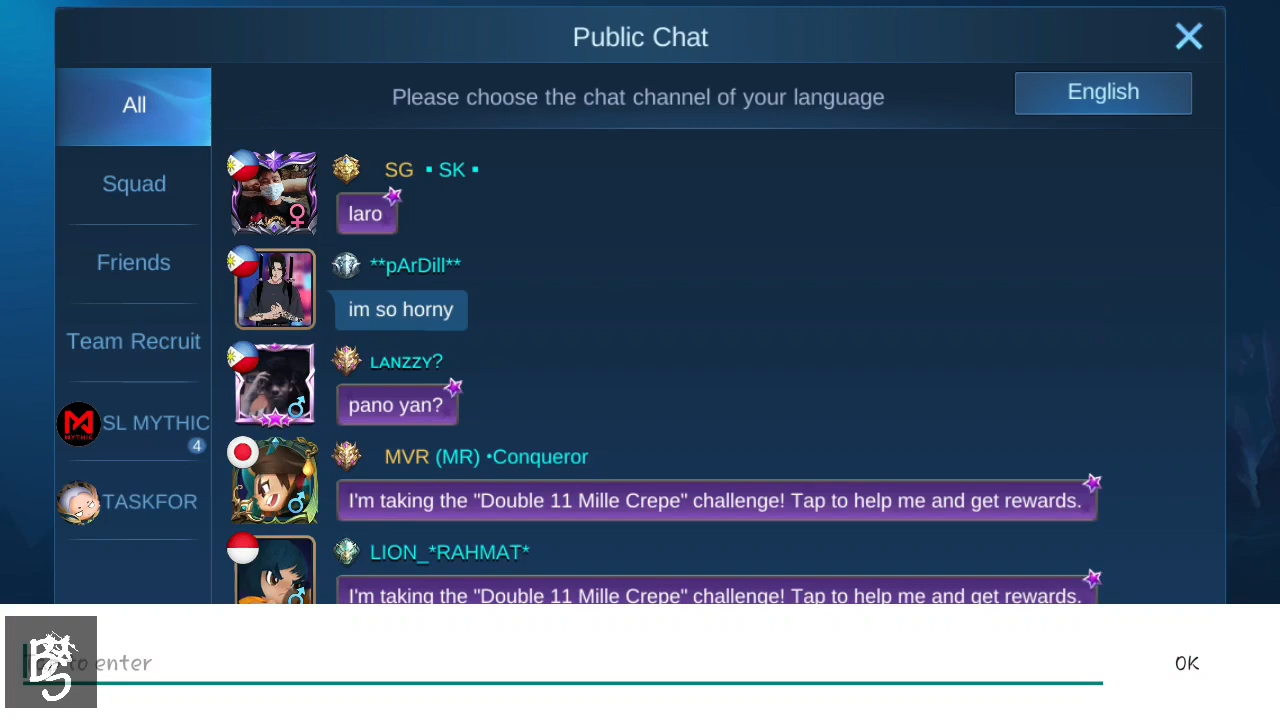 Public Chat
All
Please choose the chat channel of your language
English
SG ▪ SK ▪
laro
Squad
**pArDill**
im so horny
Friends
LANZZY?
pano yan?
Team Recruit
SL MYTHIC
4
MVR (MR) •Conqueror
I'm taking the "Double 11 Mille Crepe" challenge! Tap to help me and get rewards.
TASKFOR
LION_*RAHMAT*
I'm taking the "Double 11 Mille Crepe" challenge! Tap to help me and get rewards.
to enter
OK